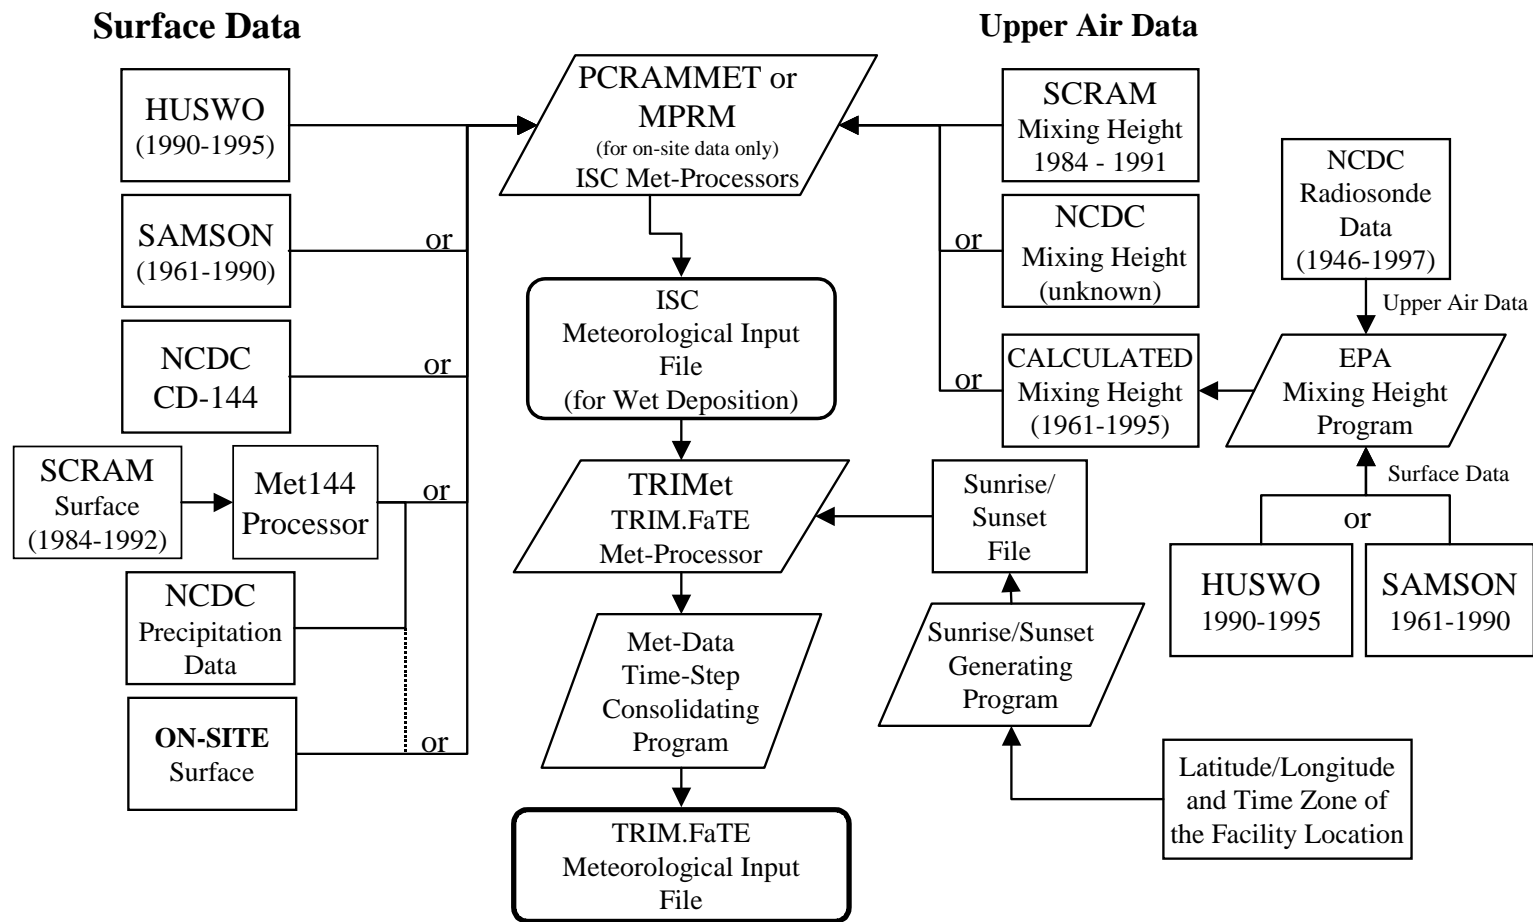 Surface Data
Upper Air Data
HUSWO
(1990-1995)
PCRAMMET or
MPRM
(for on-site data only)
ISC Met-Processors
SCRAM
Mixing Height
1984 - 1991
NCDC
Radiosonde
Data
(1946-1997)
SAMSON
(1961-1990)
or
or
NCDC
Mixing Height
(unknown)
Upper Air Data
ISC
Meteorological Input
File
(for Wet Deposition)
NCDC
CD-144
or
or
CALCULATED
Mixing Height
(1961-1995)
EPA
Mixing Height
Program
SCRAM
Surface
(1984-1992)
Met144
Processor
or
TRIMet
TRIM.FaTE
Met-Processor
Sunrise/
Sunset
File
Surface Data
or
HUSWO
1990-1995
SAMSON
1961-1990
NCDC
Precipitation
Data
Met-Data
Time-Step
Consolidating
Program
Sunrise/Sunset
Generating
Program
ON-SITE
Surface
or
Latitude/Longitude
and Time Zone of
the Facility Location
TRIM.FaTE
Meteorological Input
File